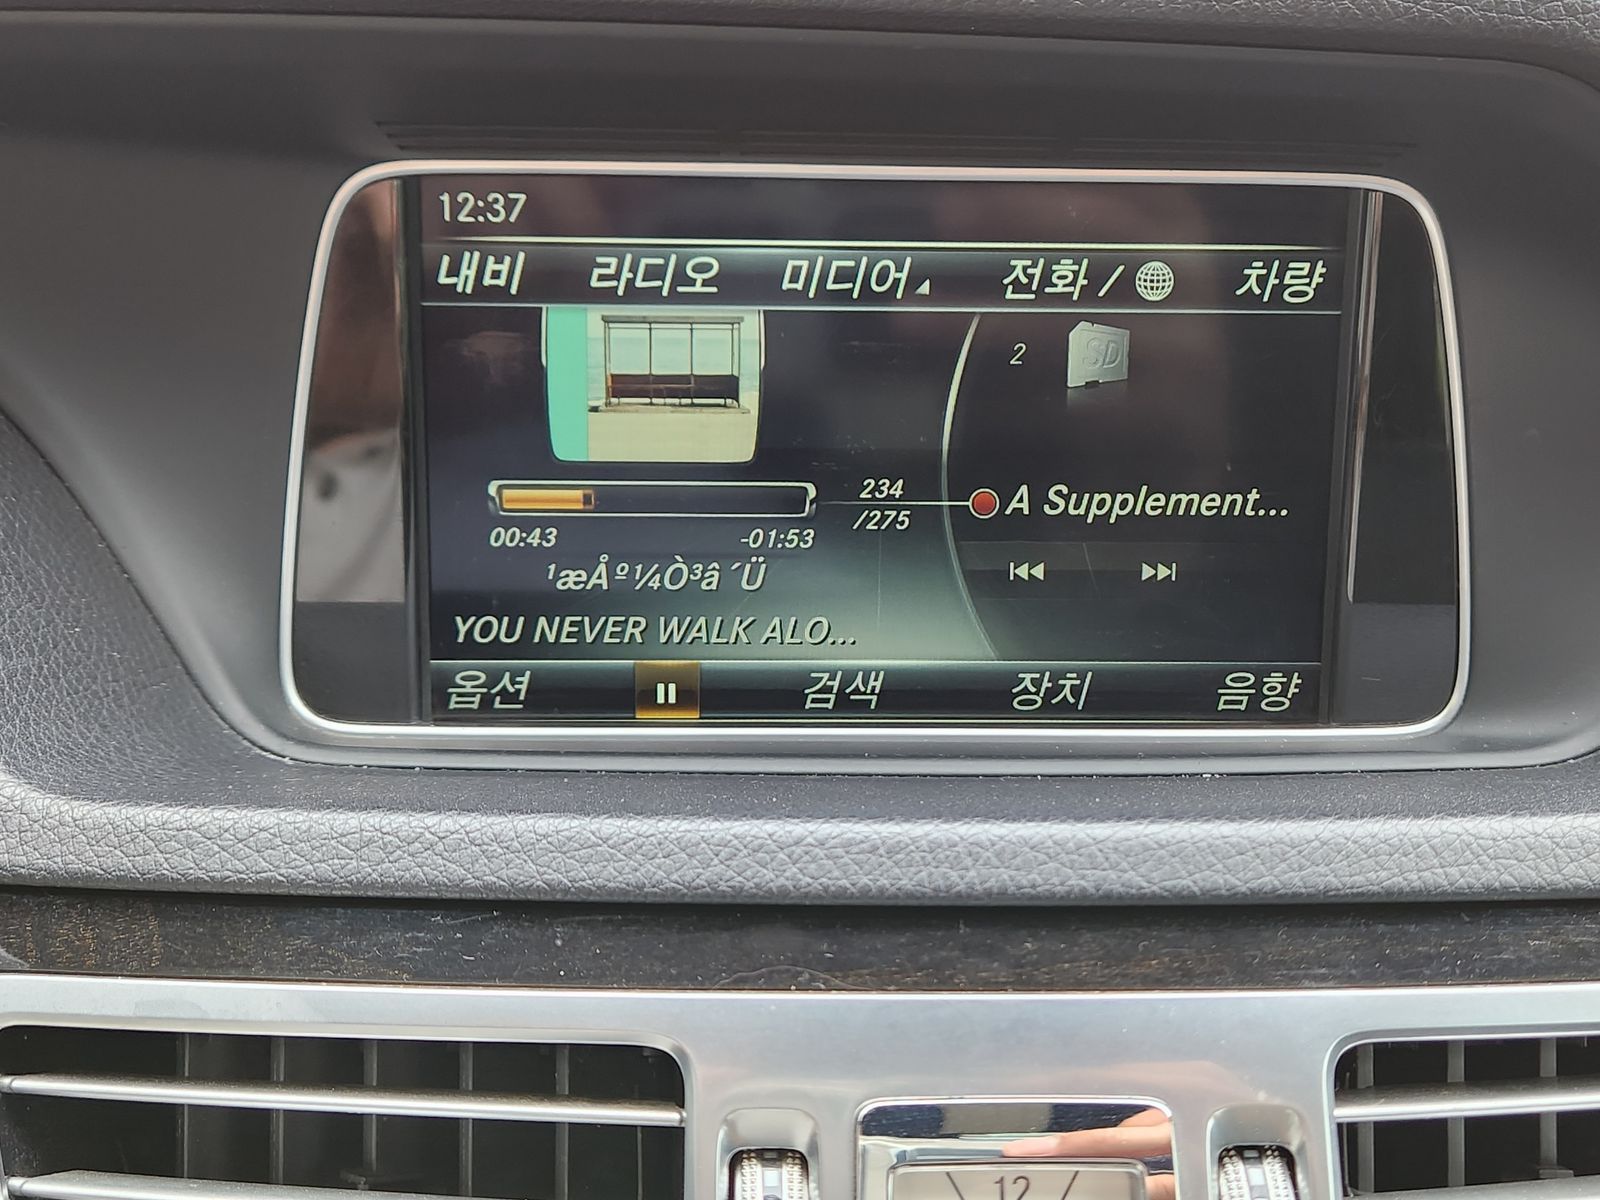 12:37
내비 라디오 미디어 전화 / 차량
2 SD
234
/275
A Supplement...
00:43 -01:53
¹æÅº¼Ò³â´Ü
YOU NEVER WALK ALO...
옵션 검색 장치 음향
12